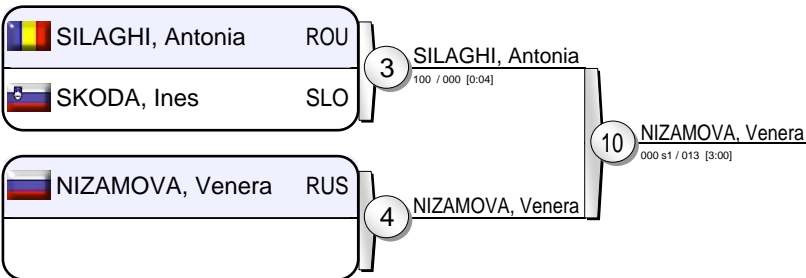 SILAGHI, Antonia ROU
SKODA, Ines SLO
3
SILAGHI, Antonia
100 / 000 [0:04]
10
NIZAMOVA, Venera
000 s1 / 013 [3:00]
NIZAMOVA, Venera RUS
4
NIZAMOVA, Venera